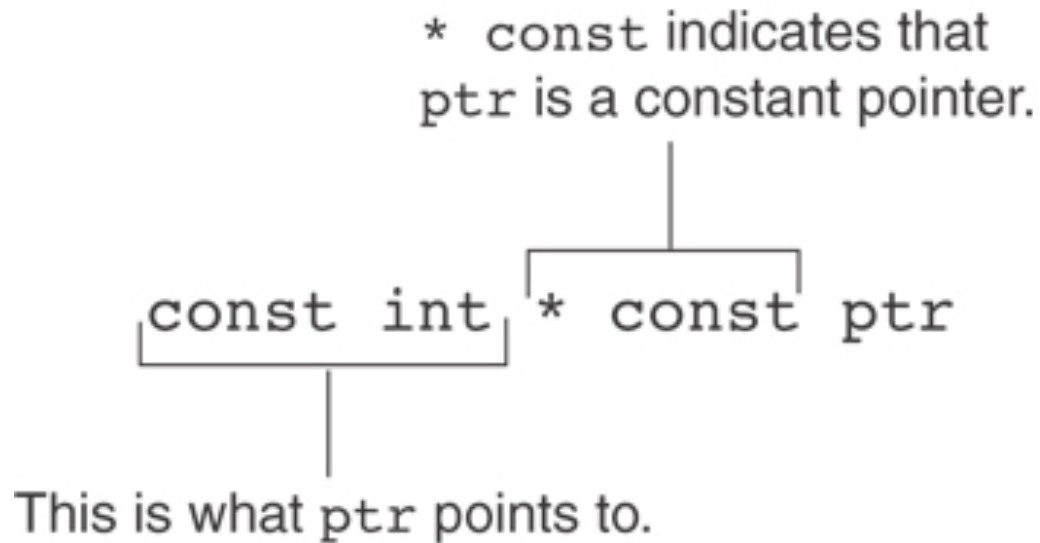 * const indicates that
ptr is a constant pointer.
const int * const ptr
This is what ptr points to.